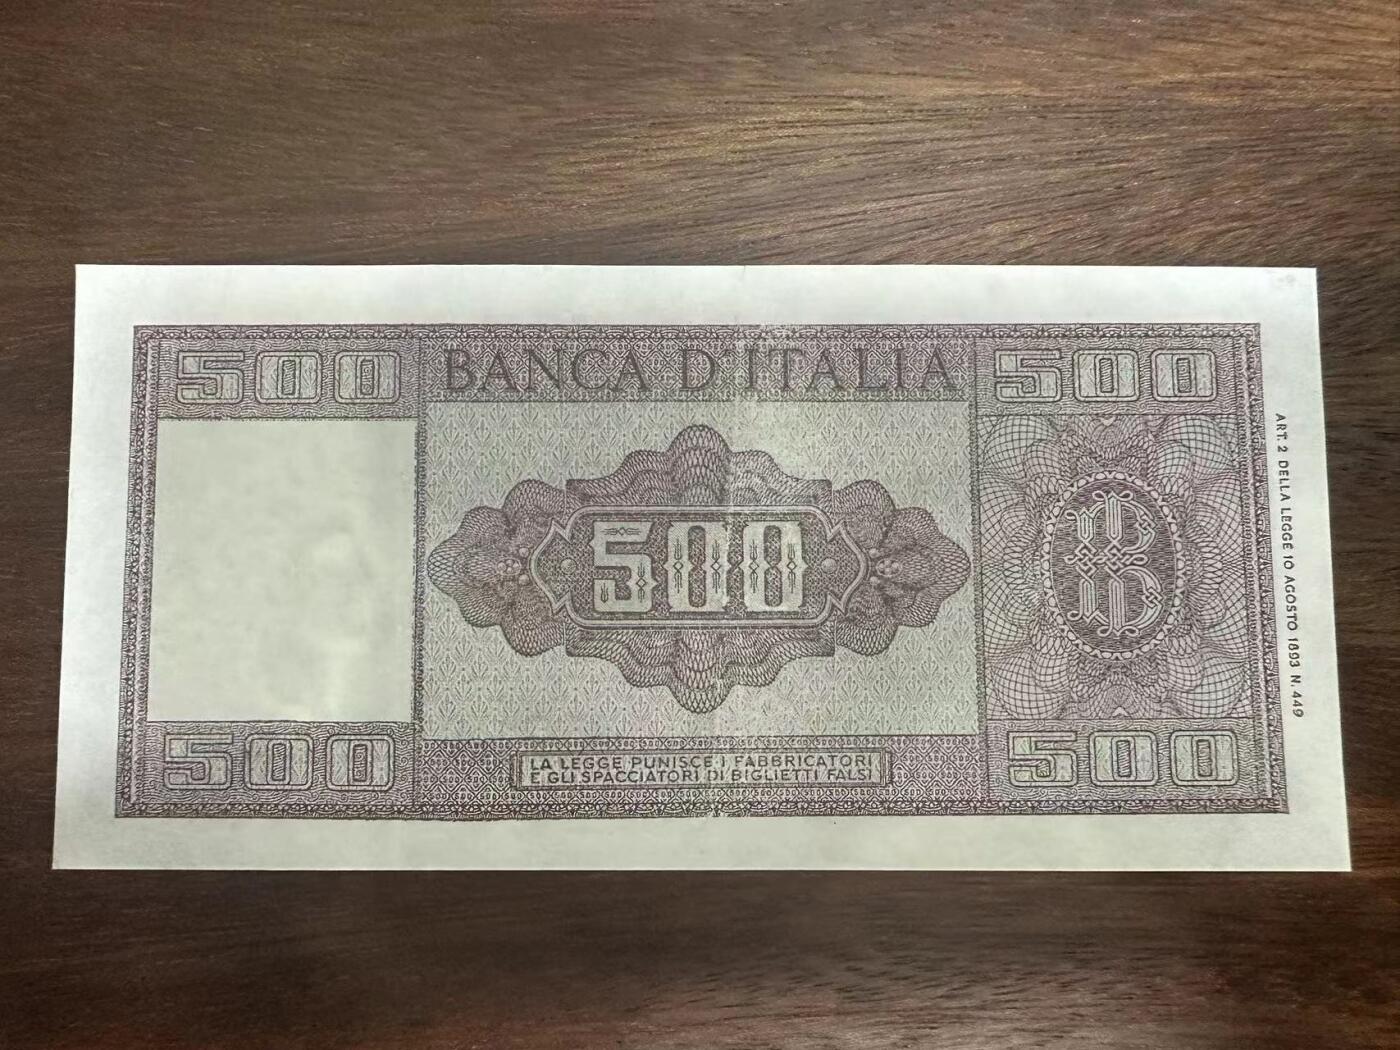 500 BANCA D'ITALIA 500
500
B
ART. 2 DELLA LEGGE 10 AGOSTO 1893 N. 449
500 LA LEGGE PUNISCE I FABBRICATORI 500
E GLI SPACCIATORI DI BIGLIETTI FALSI